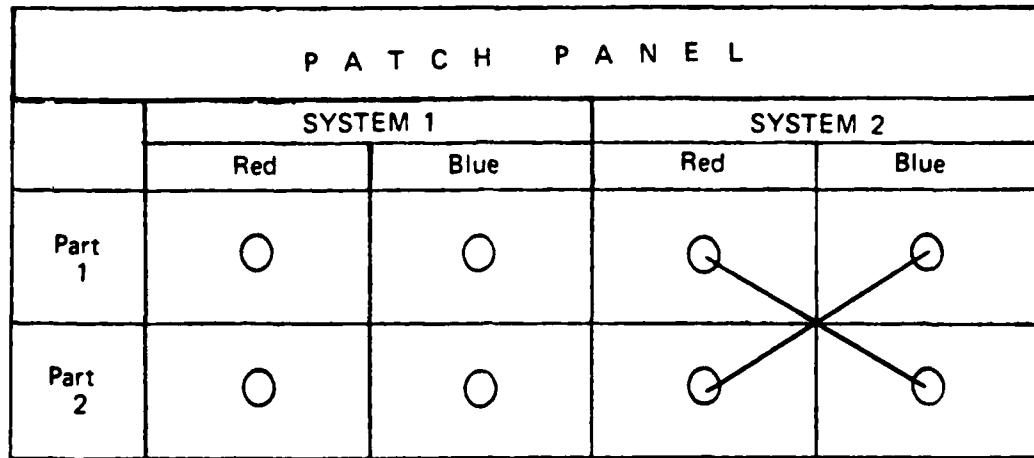 PATCH PANEL
SYSTEM 1 SYSTEM 2
Red Blue Red Blue
Part
1
Part
2